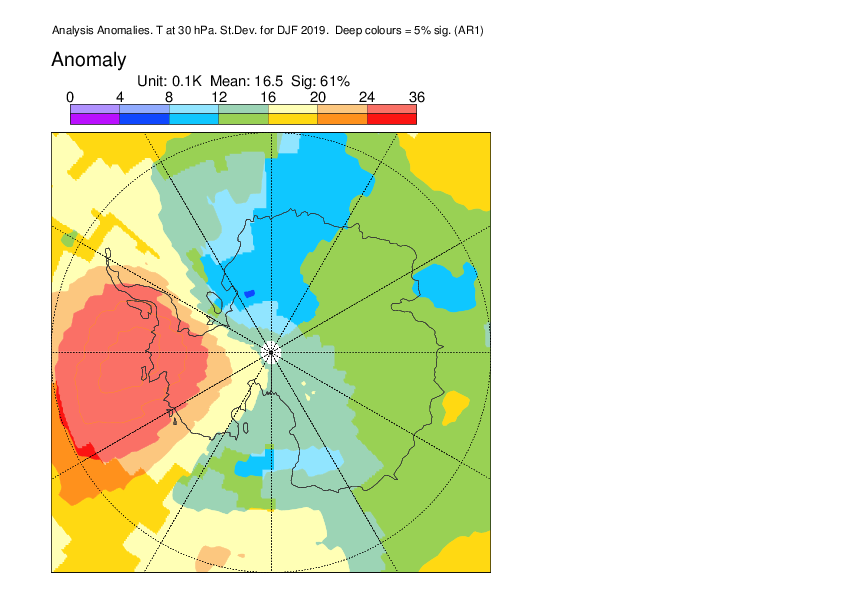 Analysis Anomalies. T at 30 hPa. St.Dev. for DJF 2019. Deep colours = 5% sig. (AR1)
Anomaly
Unit: 0.1K Mean: 16.5 Sig: 61%
0 4 8 12 16 20 24 36